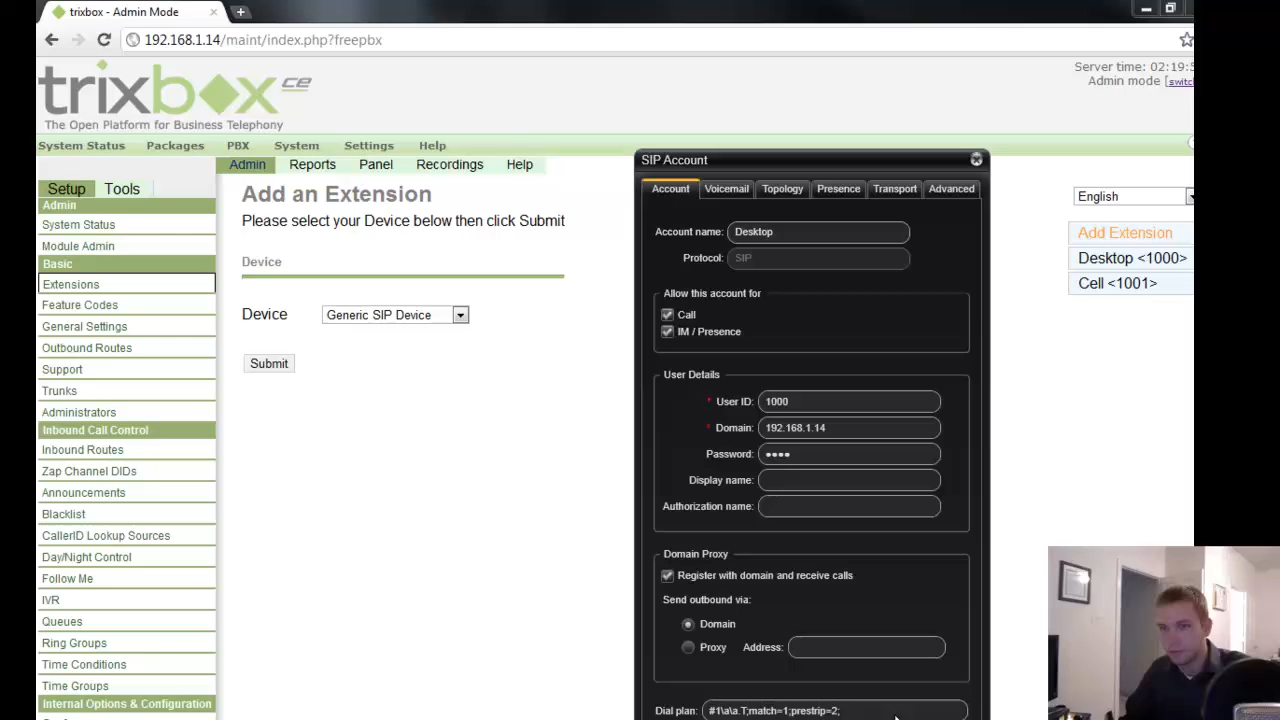 trixbox - Admin Mode
192.168.1.14/maint/index.php?freepbx
trixbox ce
The Open Platform for Business Telephony
Server time: 02:19:5
Admin mode [switc
System Status Packages PBX System Settings Help
Admin Reports Panel Recordings Help
Setup Tools
Admin
System Status
Module Admin
Basic
Extensions
Feature Codes
General Settings
Outbound Routes
Support
Trunks
Administrators
Inbound Call Control
Inbound Routes
Zap Channel DIDs
Announcements
Blacklist
CallerID Lookup Sources
Day/Night Control
Follow Me
IVR
Queues
Ring Groups
Time Conditions
Time Groups
Internal Options & Configuration
Add an Extension
Please select your Device below then click Submit
Device
Device Generic SIP Device
Submit
SIP Account
Account Voicemail Topology Presence Transport Advanced
Account name: Desktop
Protocol: SIP
Allow this account for
Call
IM / Presence
User Details
* User ID: 1000
* Domain: 192.168.1.14
Password: ••••
Display name:
Authorization name:
Domain Proxy
Register with domain and receive calls
Send outbound via:
Domain
Proxy Address:
Dial plan: #1\a\a.T;match=1;prestrip=2;
English
Add Extension
Desktop <1000>
Cell <1001>